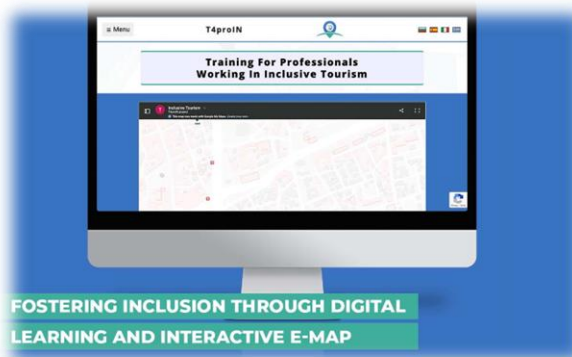 ≡ Menu
T4proIN
Training For Professionals
Working In Inclusive Tourism
Inclusive Tourism
FOSTERING INCLUSION THROUGH DIGITAL
LEARNING AND INTERACTIVE E-MAP